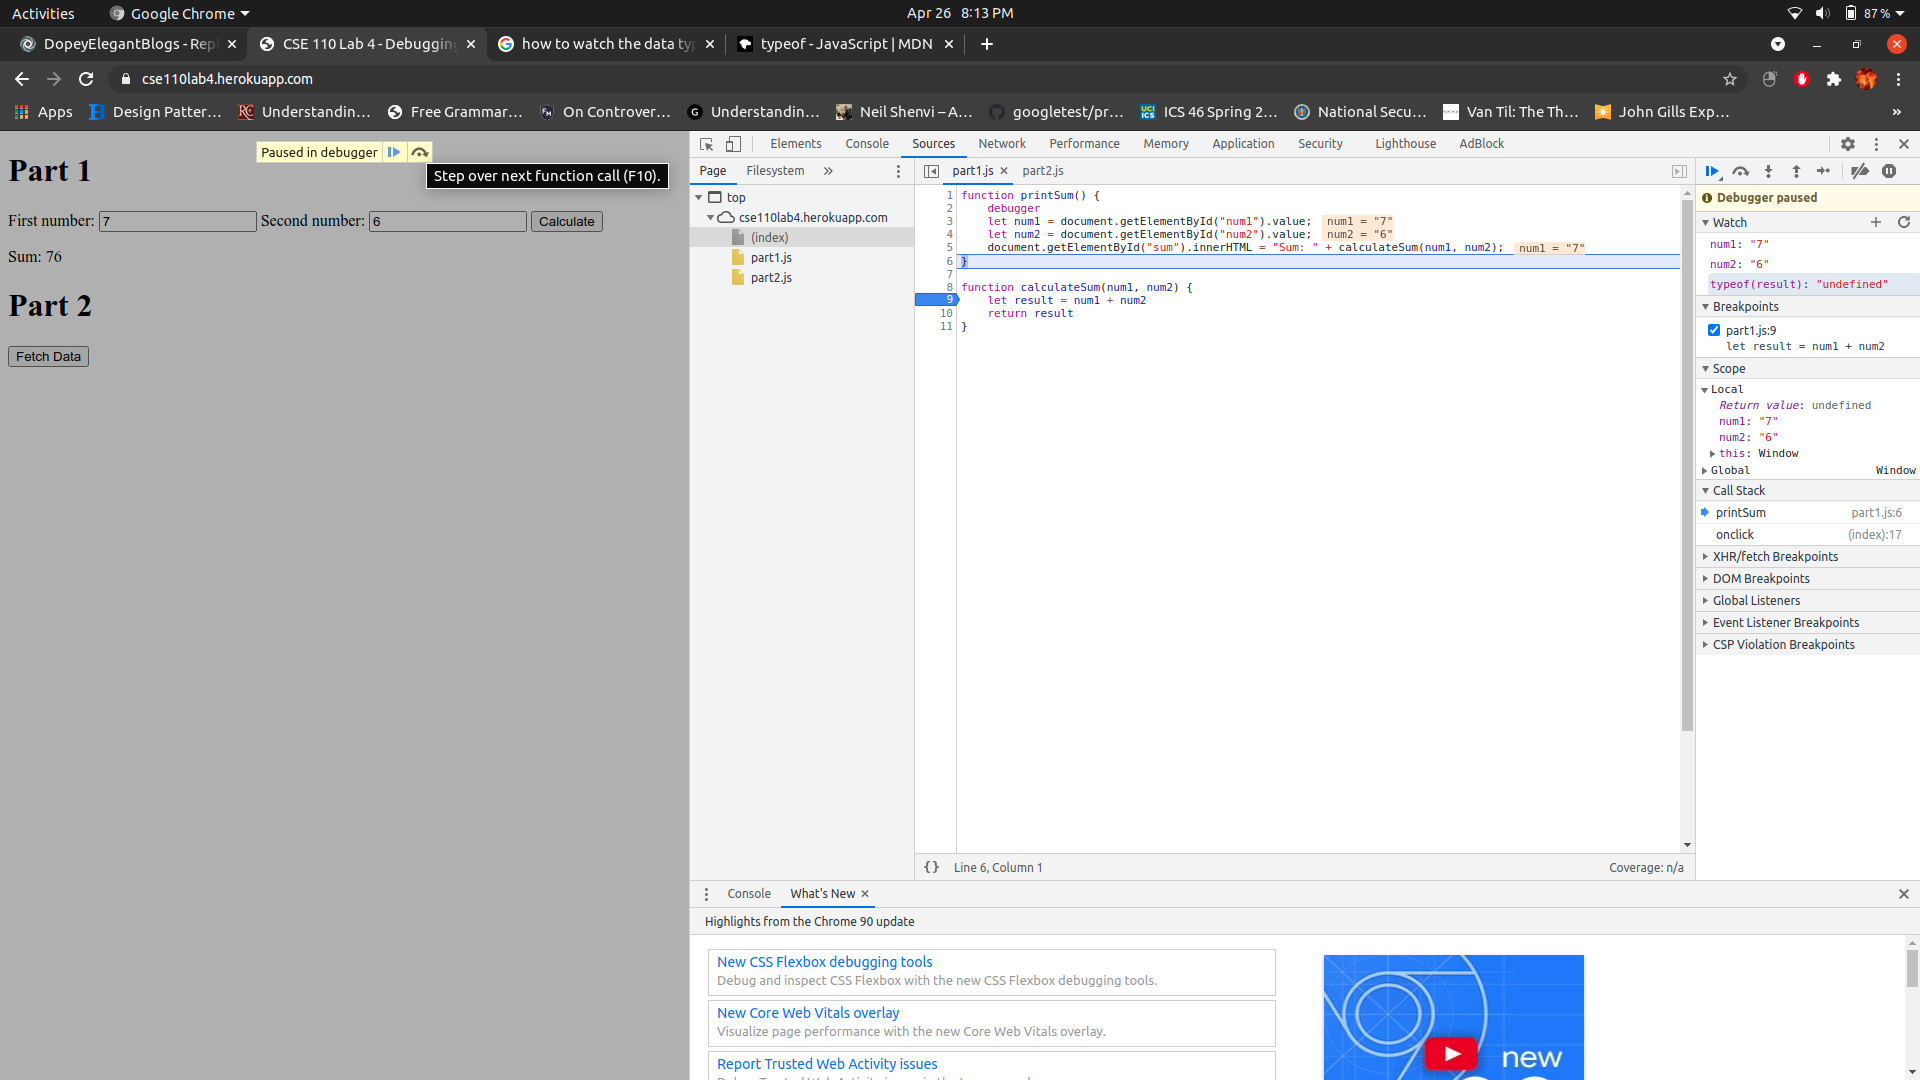 Activities Google Chrome Apr 26 8:13 PM 87 %
DopeyElegantBlogs - Rep CSE 110 Lab 4 - Debugging how to watch the data typ typeof - JavaScript | MDN
cse110lab4.herokuapp.com
Apps Design Patter... Understandin... Free Grammar... On Controver... Understandin... Neil Shenvi – A... googletest/pr... ICS 46 Spring 2... National Secu... Van Til: The Th... John Gills Exp... »
Paused in debugger
Step over next function call (F10).
Part 1
First number: 7 Second number: 6 Calculate
Sum: 76
Part 2
Fetch Data
Elements Console Sources Network Performance Memory Application Security Lighthouse AdBlock
Page Filesystem »
top
cse110lab4.herokuapp.com
(index)
part1.js
part2.js
part1.js part2.js
1 function printSum() {
2 debugger
3 let num1 = document.getElementById("num1").value; num1 = "7"
4 let num2 = document.getElementById("num2").value; num2 = "6"
5 document.getElementById("sum").innerHTML = "Sum: " + calculateSum(num1, num2); num1 = "7"
6 }
7
8 function calculateSum(num1, num2) {
9 let result = num1 + num2
10 return result
11 }
{} Line 6, Column 1 Coverage: n/a
Debugger paused
Watch
num1: "7"
num2: "6"
typeof(result): "undefined"
Breakpoints
part1.js:9
let result = num1 + num2
Scope
Local
Return value: undefined
num1: "7"
num2: "6"
this: Window
Global Window
Call Stack
printSum part1.js:6
onclick (index):17
XHR/fetch Breakpoints
DOM Breakpoints
Global Listeners
Event Listener Breakpoints
CSP Violation Breakpoints
Console What's New
Highlights from the Chrome 90 update
New CSS Flexbox debugging tools
Debug and inspect CSS Flexbox with the new CSS Flexbox debugging tools.
New Core Web Vitals overlay
Visualize page performance with the new Core Web Vitals overlay.
Report Trusted Web Activity issues
new